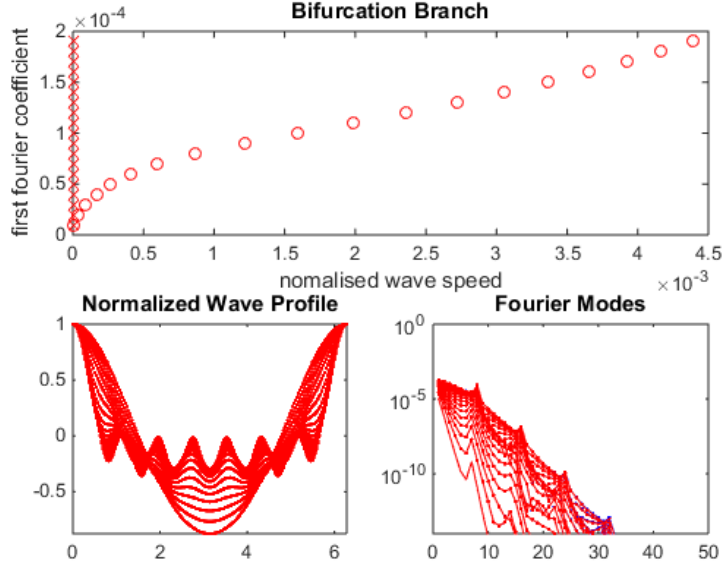 Bifurcation Branch
×10⁻⁴
2
1.5
1
0.5
0
first fourier coefficient
0 0.5 1 1.5 2 2.5 3 3.5 4 4.5
nomalised wave speed
×10⁻³
Normalized Wave Profile
1
0.5
0
-0.5
0 2 4 6
Fourier Modes
10⁰
10⁻⁵
10⁻¹⁰
0 10 20 30 40 50